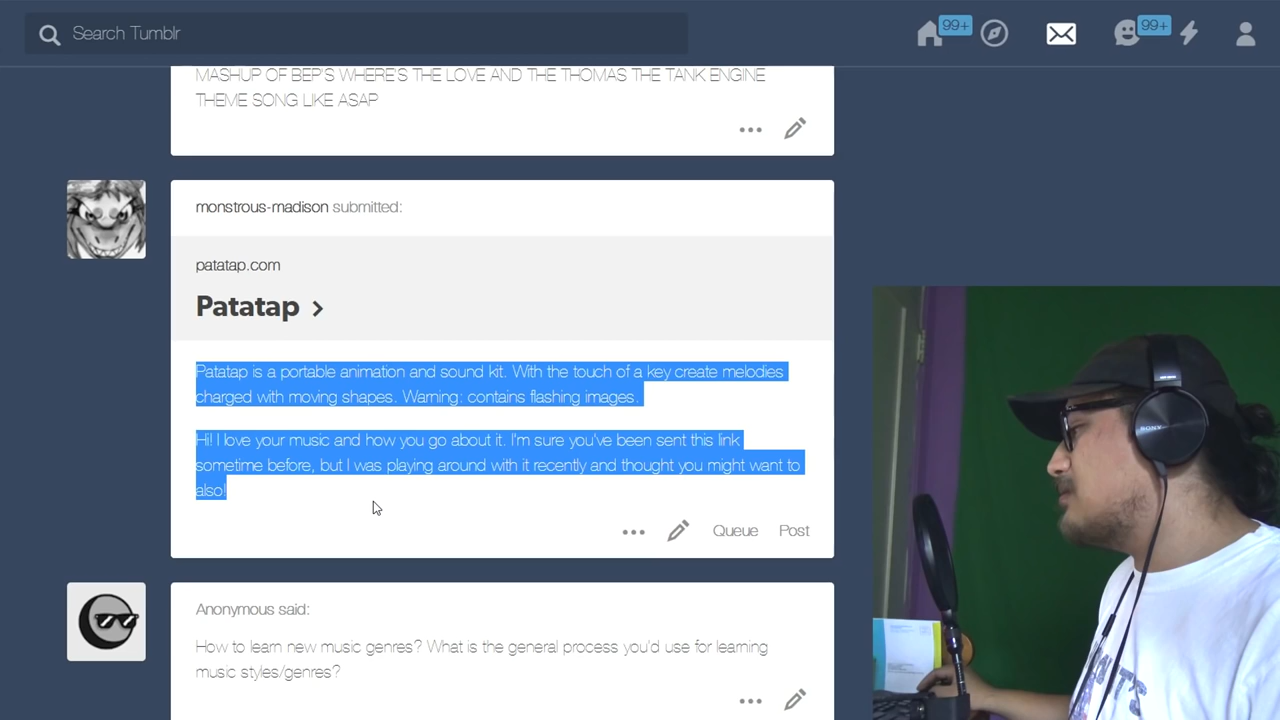 Search Tumblr
99+
99+
MASHUP OF BEP'S WHERE'S THE LOVE AND THE THOMAS THE TANK ENGINE
THEME SONG LIKE ASAP
monstrous-madison submitted:
patatap.com
Patatap >
Patatap is a portable animation and sound kit. With the touch of a key create melodies
charged with moving shapes. Warning: contains flashing images.
Hi! I love your music and how you go about it. I'm sure you've been sent this link
sometime before, but I was playing around with it recently and thought you might want to
also!
Queue Post
Anonymous said:
How to learn new music genres? What is the general process you'd use for learning
music styles/genres?
SONY